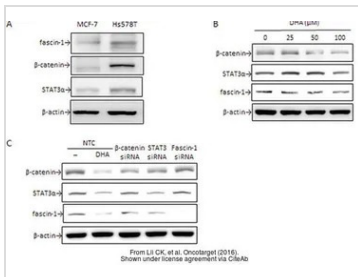 A
MCF-7 Hs578T
fascin-1→
β-catenin→
STAT3α→
β-actin→
B
DHA (μM)
0 25 50 100
β-catenin→
STAT3α→
fascin-1→
β-actin→
C
NTC β-catenin STAT3 Fascin-1
– DHA siRNA siRNA siRNA
β-catenin→
STAT3α→
fascin-1→
β-actin→
From Lii CK, et al. Oncotarget (2016).
Shown under license agreement via CiteAb